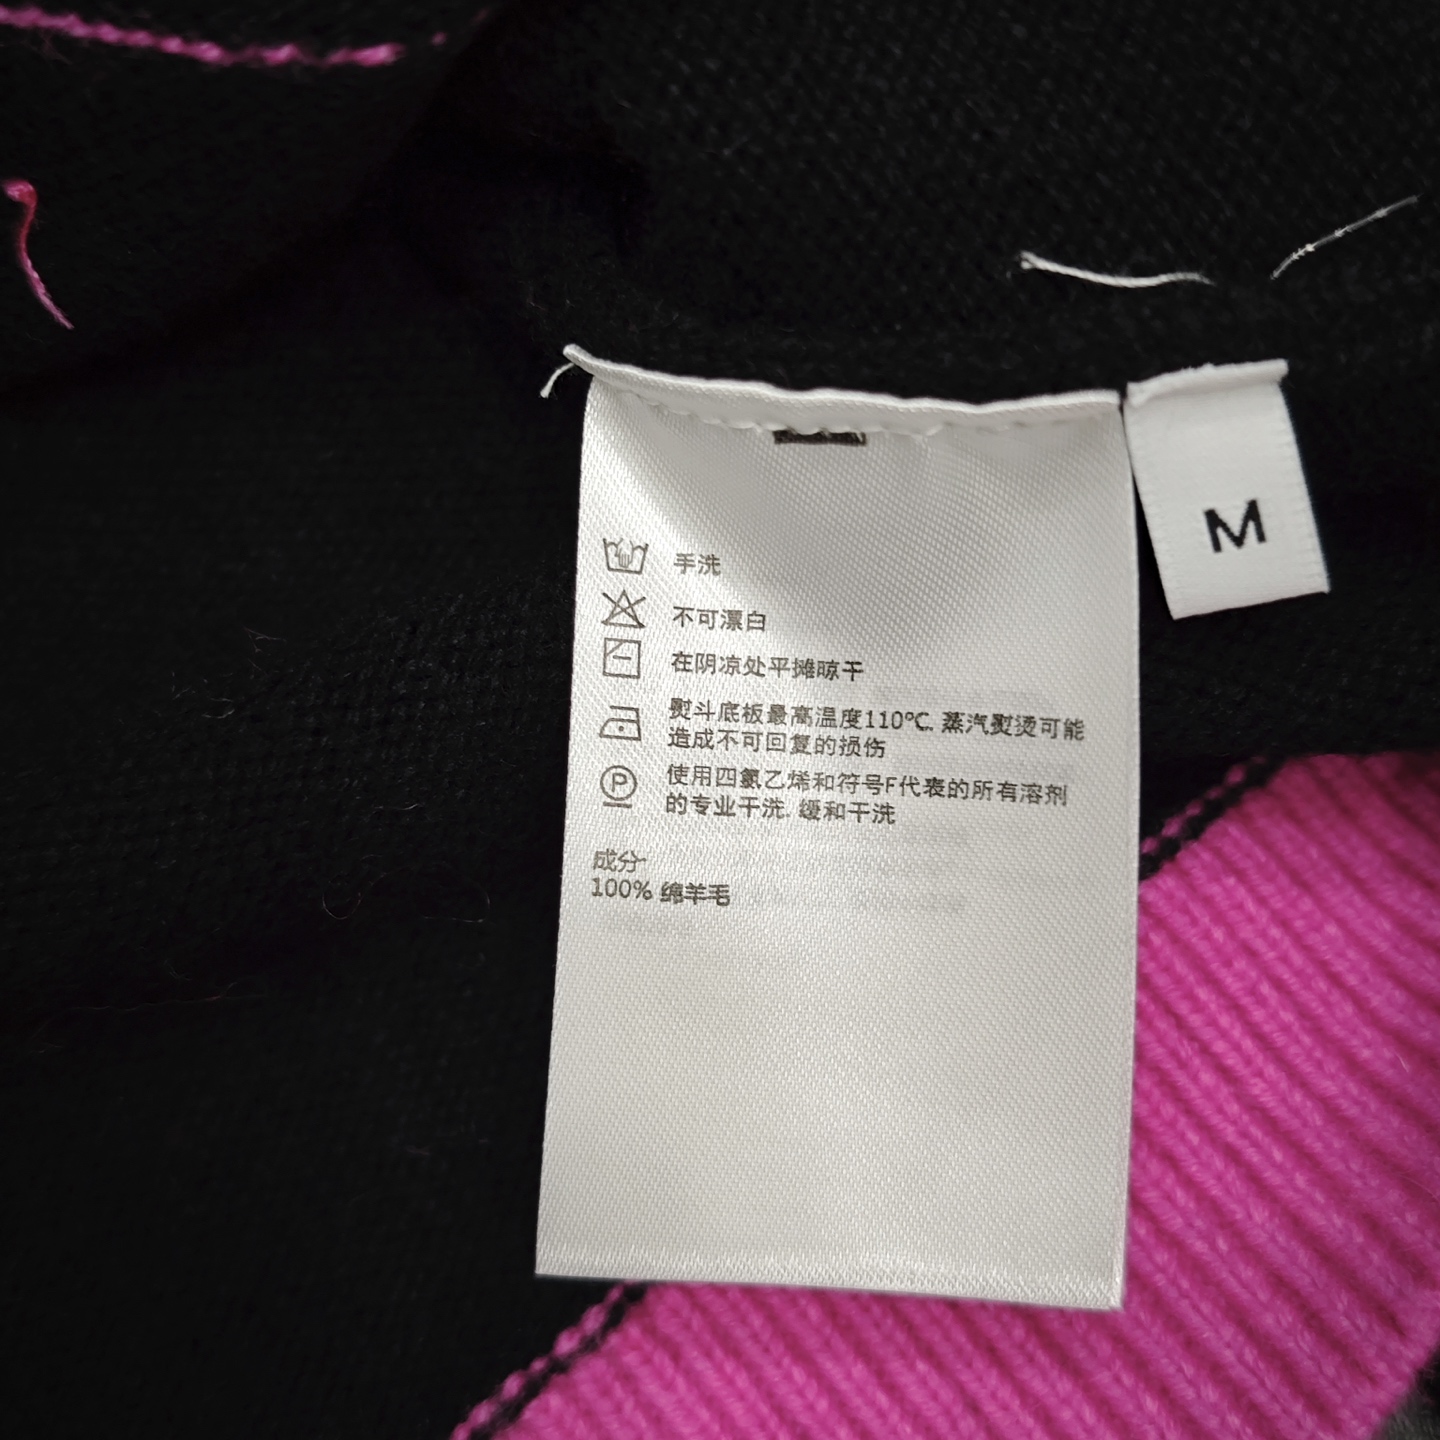 M
手洗
不可漂白
在阴凉处平摊晾干
熨斗底板最高温度110℃. 蒸汽熨烫可能
造成不可回复的损伤
P
使用四氯乙烯和符号F代表的所有溶剂
的专业干洗. 缓和干洗
成分
100% 绵羊毛